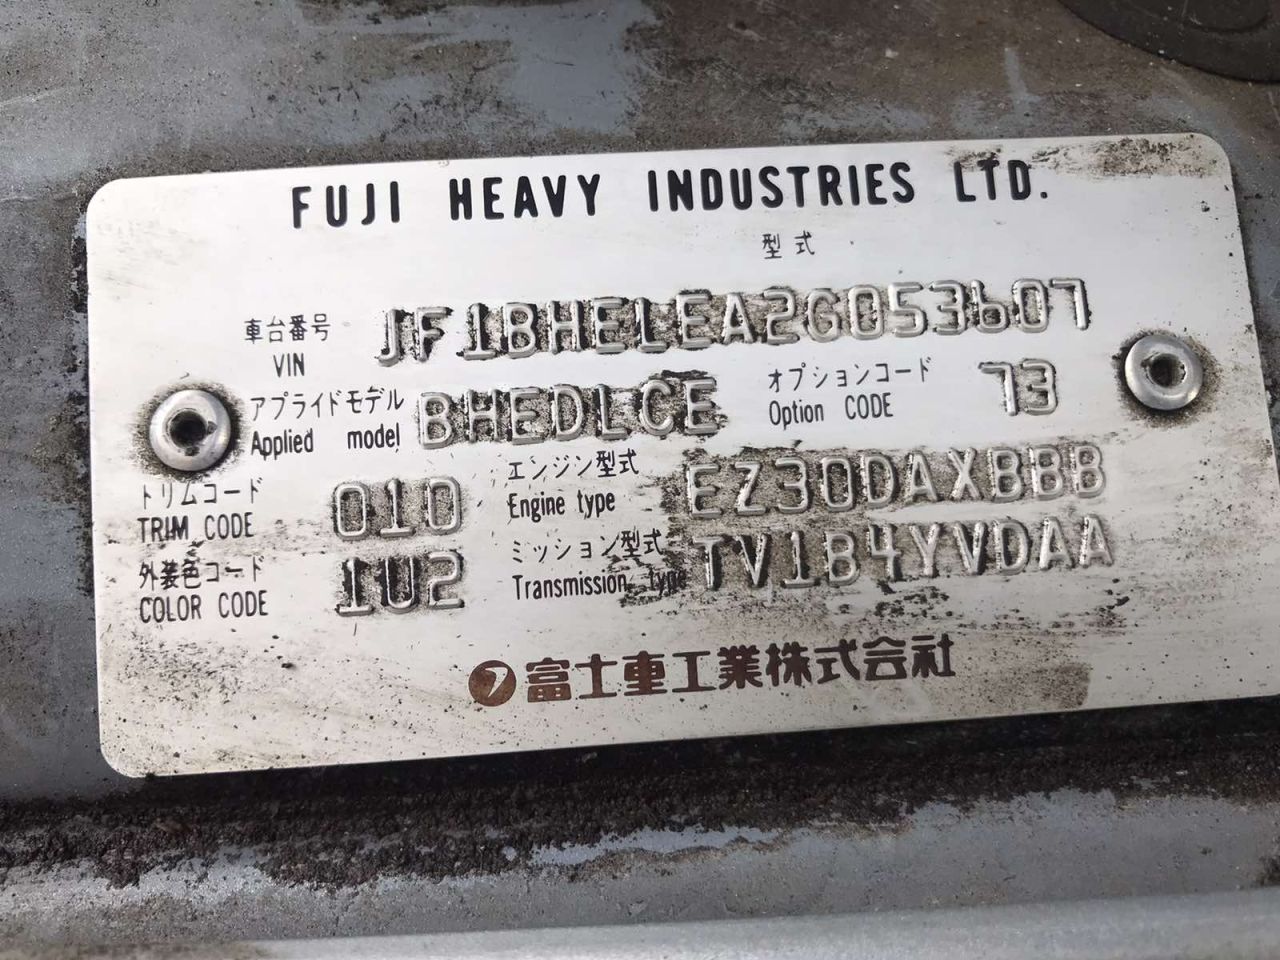 FUJI HEAVY INDUSTRIES LTD.
型式
車台番号 JF1BHELEA2G053607
VIN
アプライドモデル BHEDLCE オプションコード 73
Applied model Option CODE
トリムコード 010 エンジン型式 EZ30DAXBBB
TRIM CODE Engine type
外装色コード 1U2 ミッション型式 TV1B4YVDAA
COLOR CODE Transmission type
富士重工業株式会社